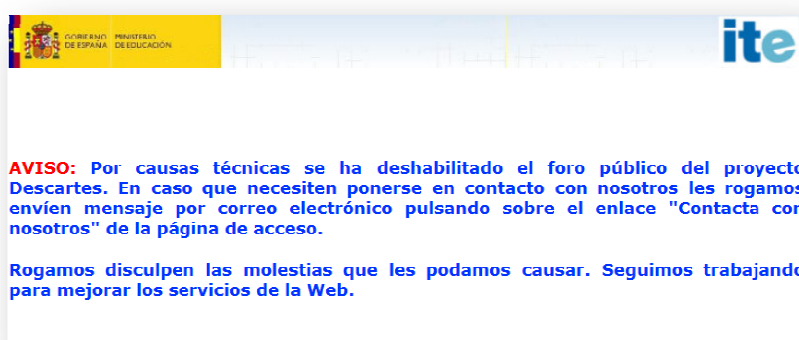 GOBIERNO MINISTERIO
DE ESPAÑA DE EDUCACIÓN
ite
AVISO: Por causas técnicas se ha deshabilitado el foro público del proyecto
Descartes. En caso que necesiten ponerse en contacto con nosotros les rogamos
envíen mensaje por correo electrónico pulsando sobre el enlace "Contacta con
nosotros" de la página de acceso.
Rogamos disculpen las molestias que les podamos causar. Seguimos trabajando
para mejorar los servicios de la Web.